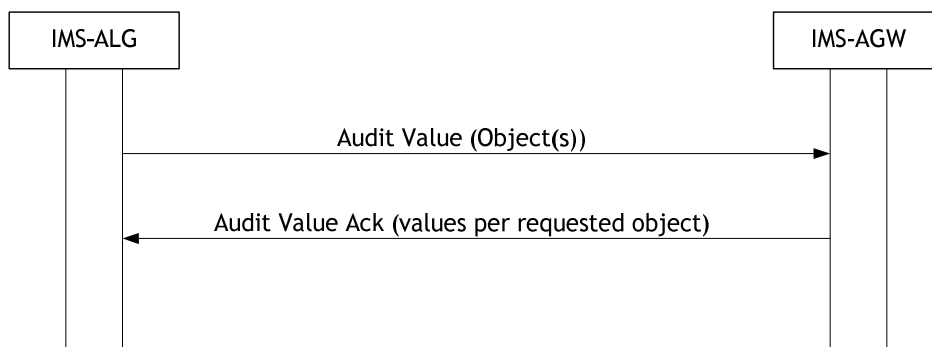 IMS-ALG
IMS-AGW
Audit Value (Object(s))
Audit Value Ack (values per requested object)